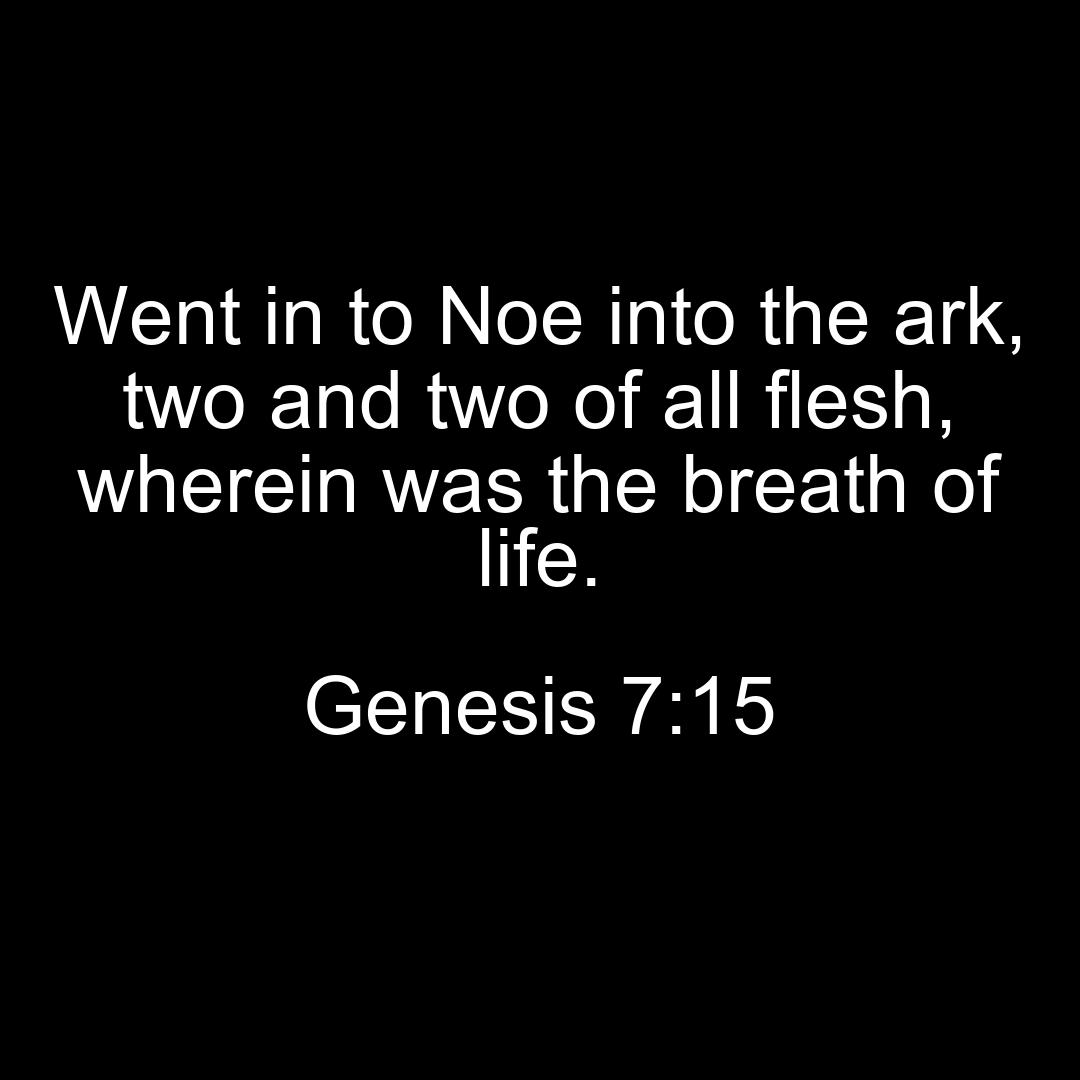 Went in to Noe into the ark,
two and two of all flesh,
wherein was the breath of
life.
Genesis 7:15